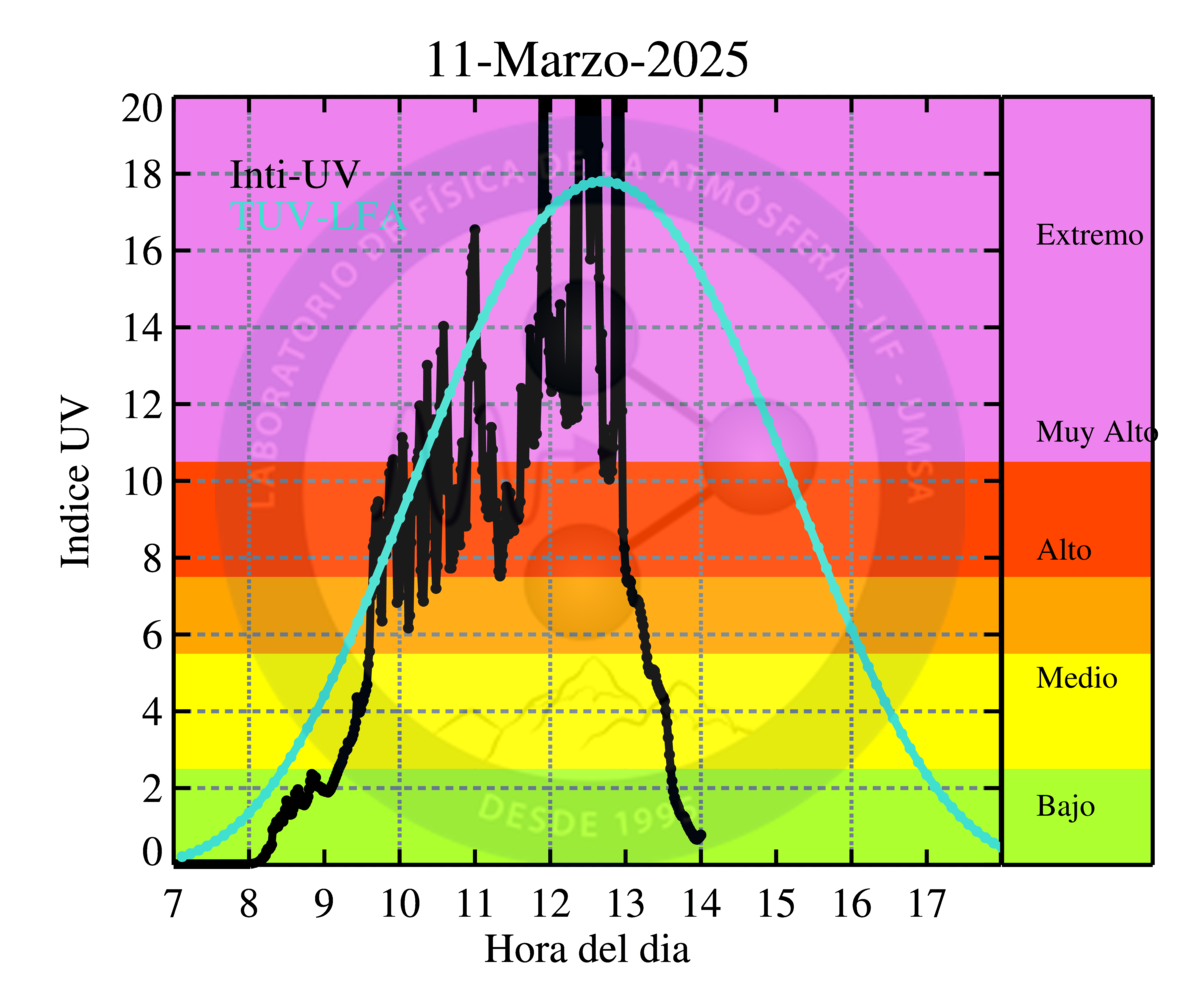 11-Marzo-2025
Inti-UV
TUV-LFA
LABORATORIO DE FÍSICA DE LA ATMÓSFERA - IIF - UMSA
DESDE 1995
Indice UV
20
18
16
14
12
10
8
6
4
2
0
Extremo
Muy Alto
Alto
Medio
Bajo
7 8 9 10 11 12 13 14 15 16 17
Hora del dia